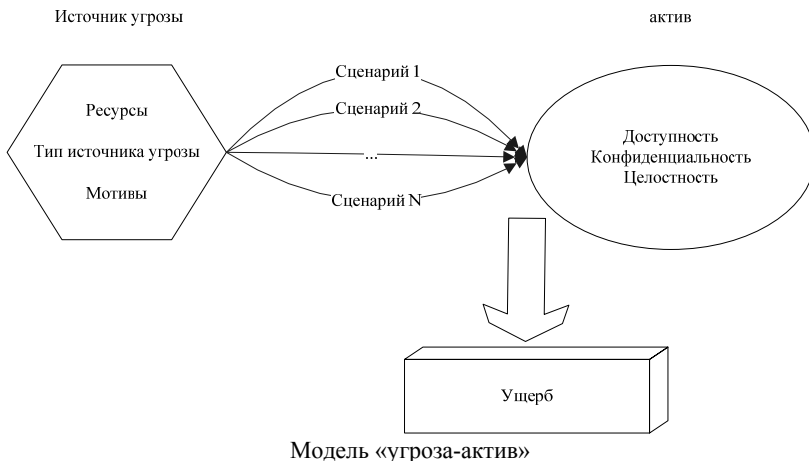 Источник угрозы
актив
Сценарий 1
Ресурсы
Сценарий 2
Тип источника угрозы
...
Мотивы
Сценарий N
Доступность
Конфиденциальность
Целостность
Ущерб
Модель «угроза-актив»